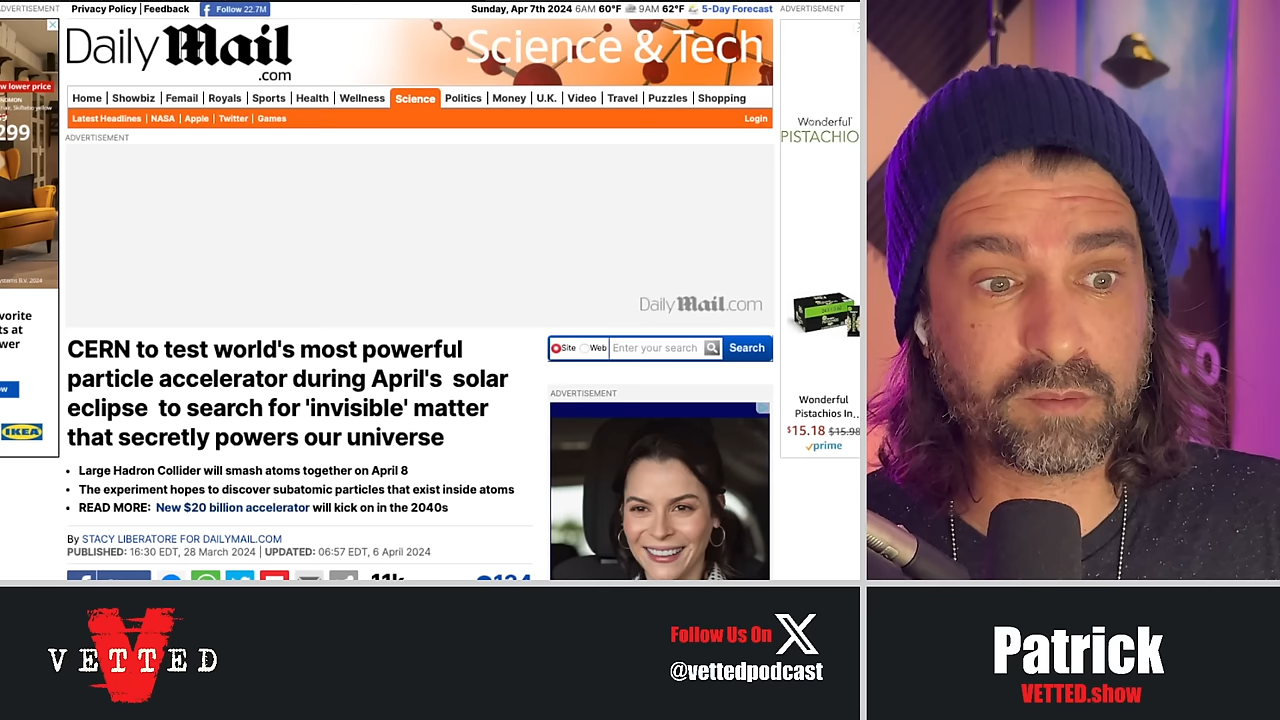 ADVERTISEMENT
Privacy Policy | Feedback
Follow 22.7M
Sunday, Apr 7th 2024 6AM 60°F 9AM 62°F 5-Day Forecast
ADVERTISEMENT
Daily Mail
.com
Science & Tech
Home | Showbiz | Femail | Royals | Sports | Health | Wellness | Science | Politics | Money | U.K. | Video | Travel | Puzzles | Shopping
Latest Headlines | NASA | Apple | Twitter | Games
Login
ADVERTISEMENT
Daily Mail.com
w lower price
299
IKEA
CERN to test world's most powerful
particle accelerator during April's solar
eclipse to search for 'invisible' matter
that secretly powers our universe
Large Hadron Collider will smash atoms together on April 8
The experiment hopes to discover subatomic particles that exist inside atoms
READ MORE: New $20 billion accelerator will kick on in the 2040s
By STACY LIBERATORE FOR DAILYMAIL.COM
PUBLISHED: 16:30 EDT, 28 March 2024 | UPDATED: 06:57 EDT, 6 April 2024
Site Web Enter your search Search
ADVERTISEMENT
Wonderful
PISTACHIO
Wonderful
Pistachios In...
$15.18 $15.98
prime
VETTED
Follow Us On X
@vettedpodcast
Patrick
VETTED.show